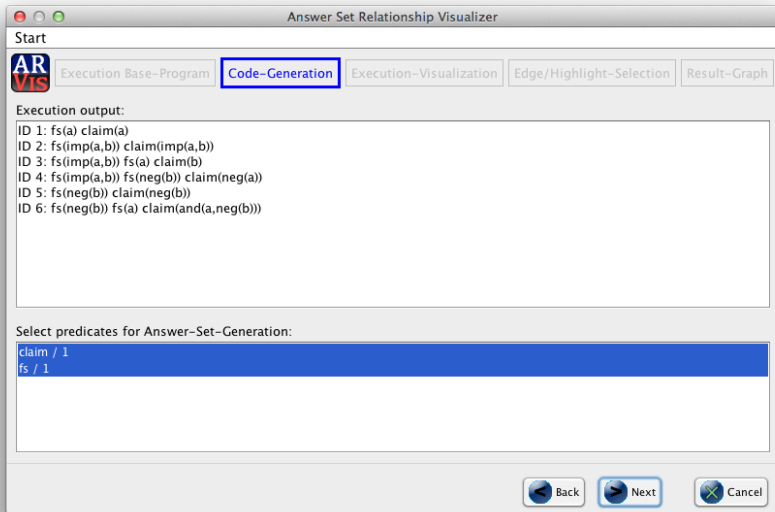 Answer Set Relationship Visualizer
Start
AR
VIS
Execution Base-Program Code-Generation Execution-Visualization Edge/Highlight-Selection Result-Graph
Execution output:
ID 1: fs(a) claim(a)
ID 2: fs(imp(a,b)) claim(imp(a,b))
ID 3: fs(imp(a,b)) fs(a) claim(b)
ID 4: fs(imp(a,b)) fs(neg(b)) claim(neg(a))
ID 5: fs(neg(b)) claim(neg(b))
ID 6: fs(neg(b)) fs(a) claim(and(a,neg(b)))
Select predicates for Answer-Set-Generation:
claim / 1
fs / 1
Back Next Cancel